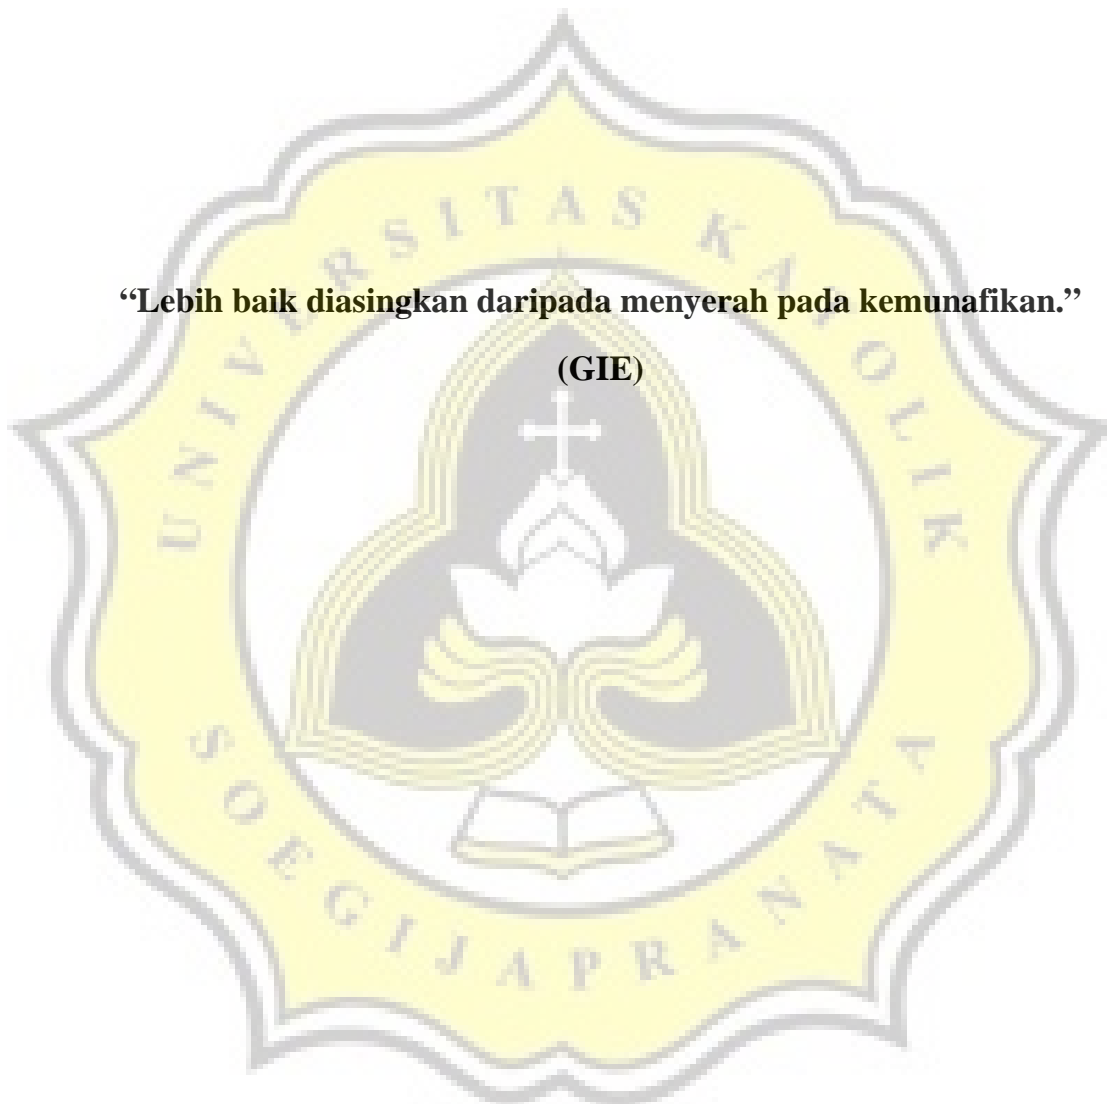 “Lebih baik diasingkan daripada menyerah pada kemunafikan.”
(GIE)
UNIVERSITAS KATOLIK
SOEGIJAPRANATA